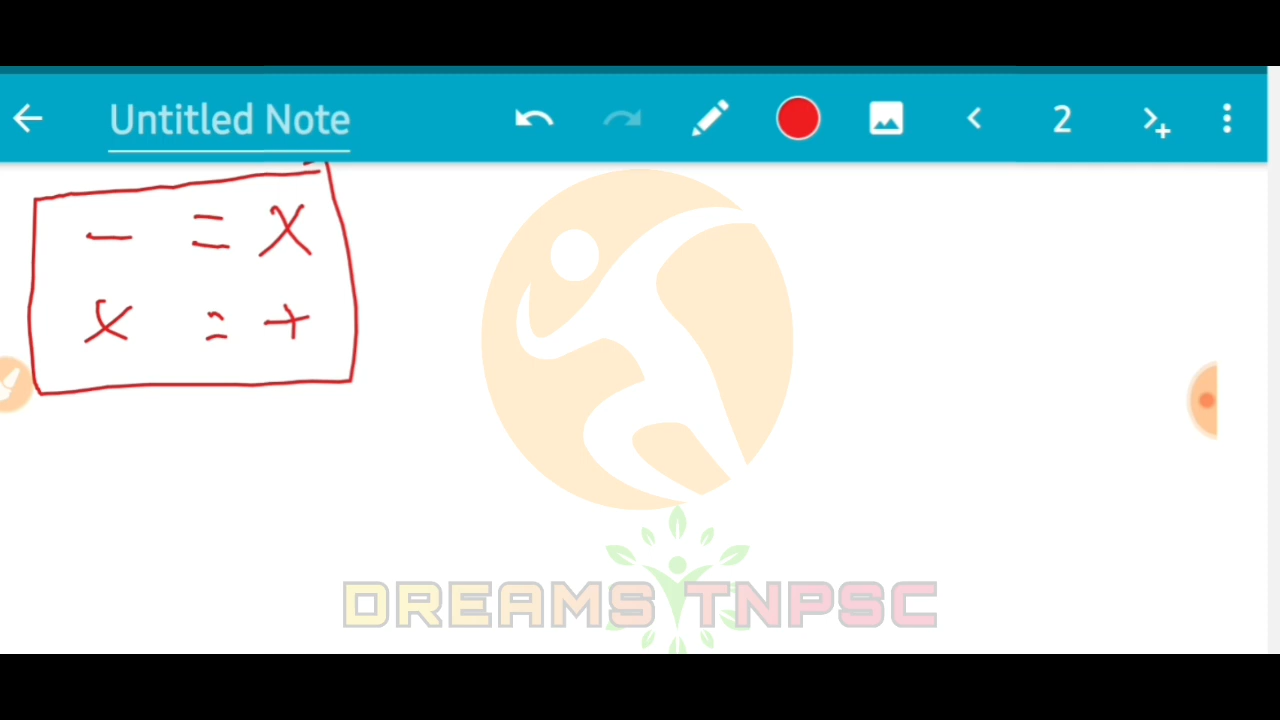 Untitled Note
2
- = X
x = +
DREAMS TNPSC